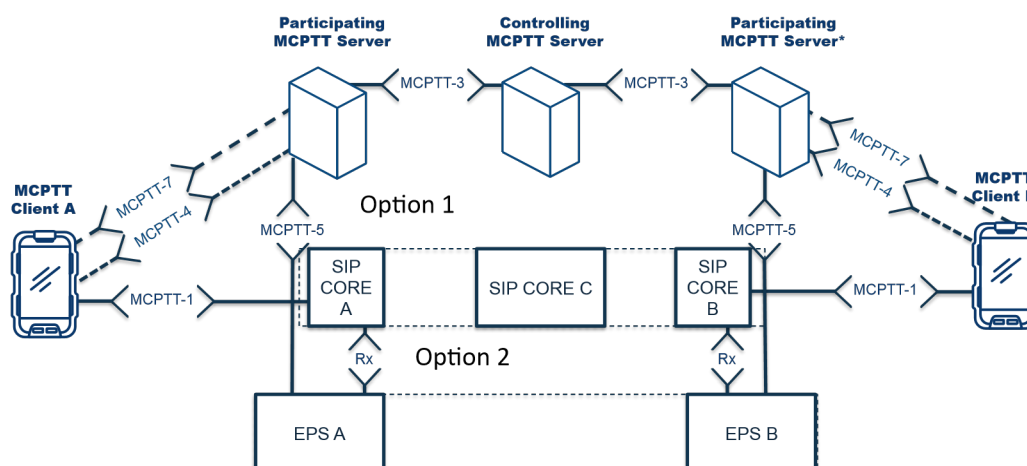 Participating
MCPTT Server
Controlling
MCPTT Server
Participating
MCPTT Server*
MCPTT-3
MCPTT-3
MCPTT-7
MCPTT-4
MCPTT-7
MCPTT-4
MCPTT
Client A
MCPTT
Client
Option 1
MCPTT-5
MCPTT-5
SIP
CORE
A
SIP CORE C
SIP
CORE
B
MCPTT-1
MCPTT-1
Rx
Option 2
Rx
EPS A
EPS B